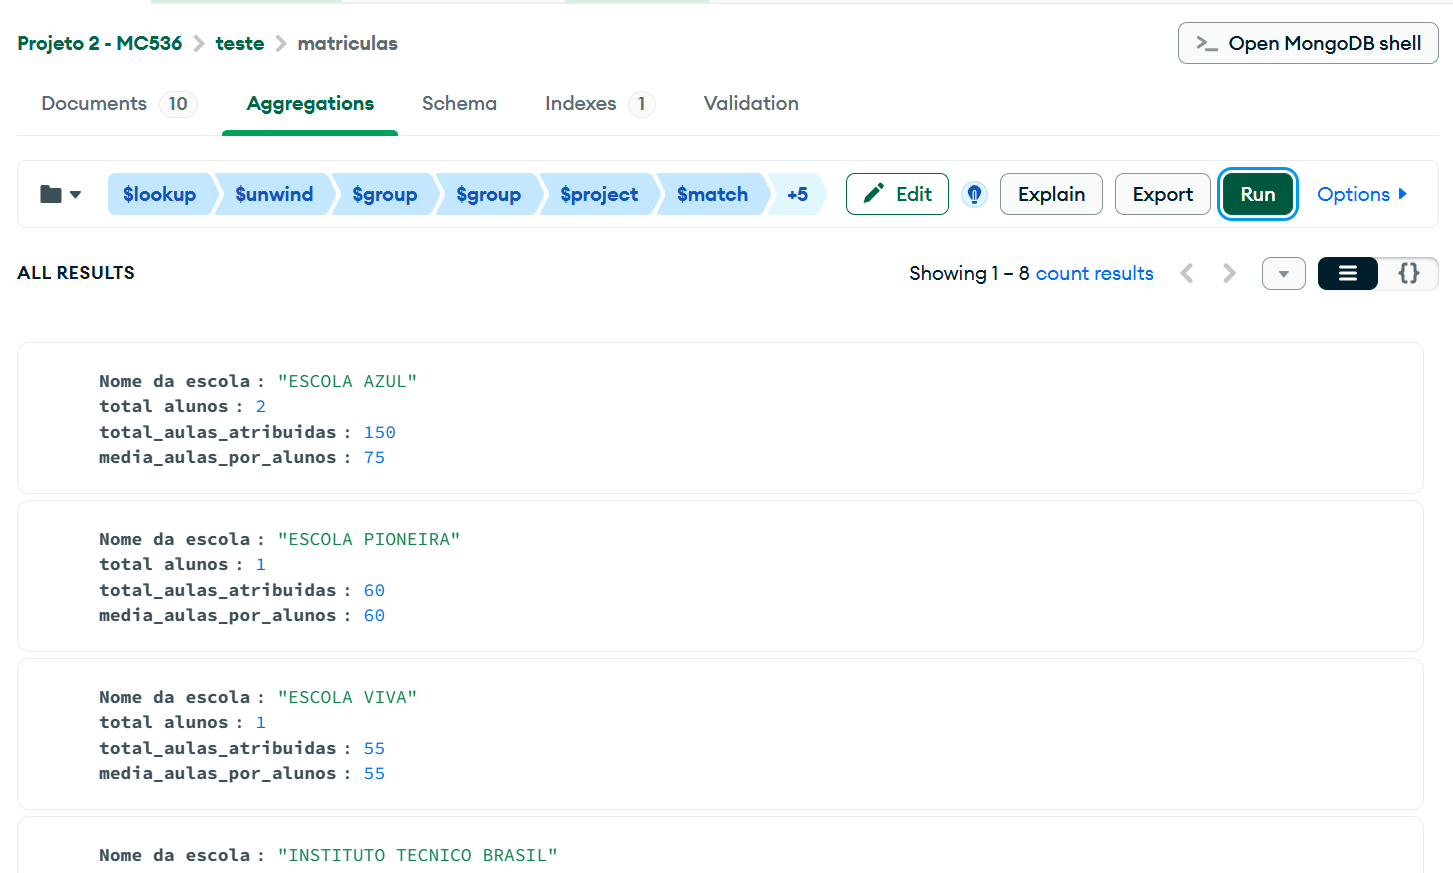 Projeto 2 - MC536 > teste > matriculas
>_ Open MongoDB shell
Documents 10 Aggregations Schema Indexes 1 Validation
$lookup $unwind $group $group $project $match +5 Edit Explain Export Run Options
ALL RESULTS
Showing 1 – 8 count results
{}
Nome da escola : "ESCOLA AZUL"
total alunos : 2
total_aulas_atribuidas : 150
media_aulas_por_alunos : 75
Nome da escola : "ESCOLA PIONEIRA"
total alunos : 1
total_aulas_atribuidas : 60
media_aulas_por_alunos : 60
Nome da escola : "ESCOLA VIVA"
total alunos : 1
total_aulas_atribuidas : 55
media_aulas_por_alunos : 55
Nome da escola : "INSTITUTO TECNICO BRASIL"